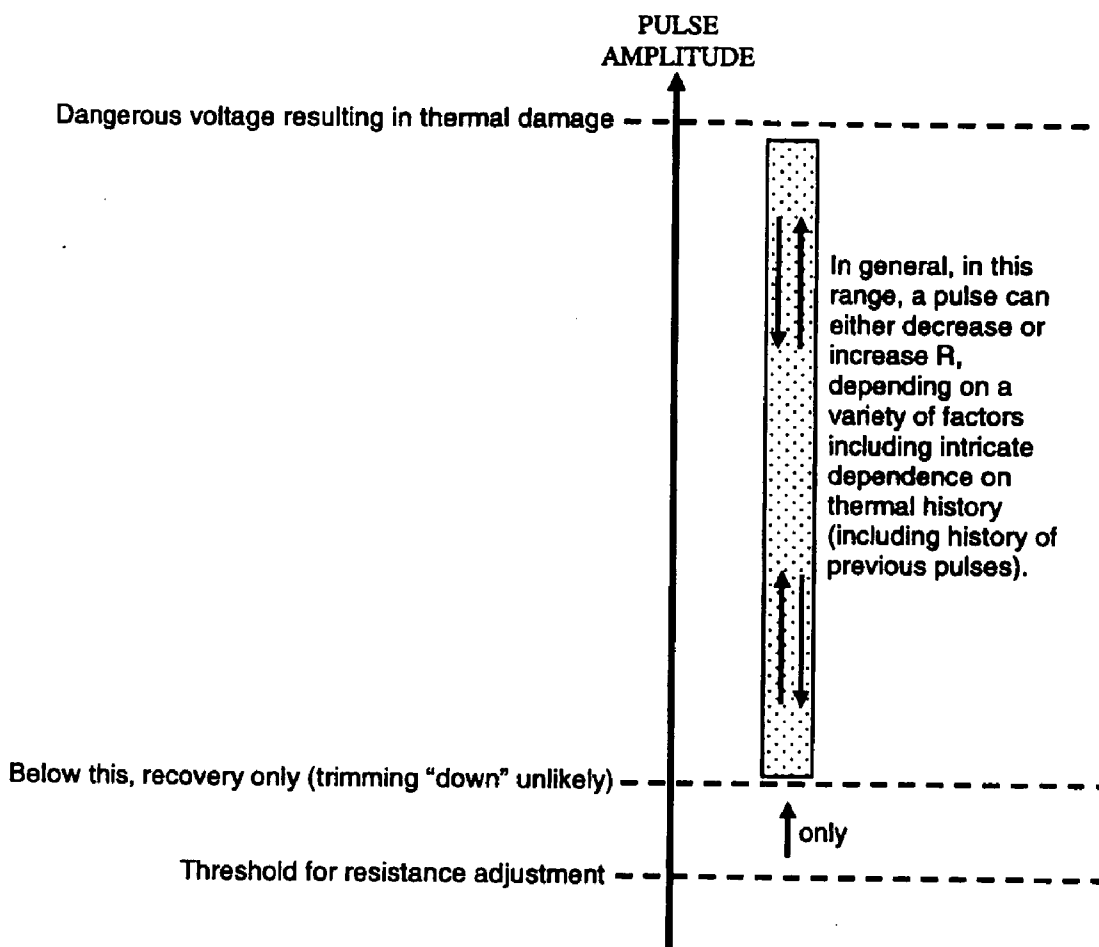 PULSE
AMPLITUDE
Dangerous voltage resulting in thermal damage
In general, in this
range, a pulse can
either decrease or
increase R,
depending on a
variety of factors
including intricate
dependence on
thermal history
(including history of
previous pulses).
Below this, recovery only (trimming “down” unlikely)
only
Threshold for resistance adjustment